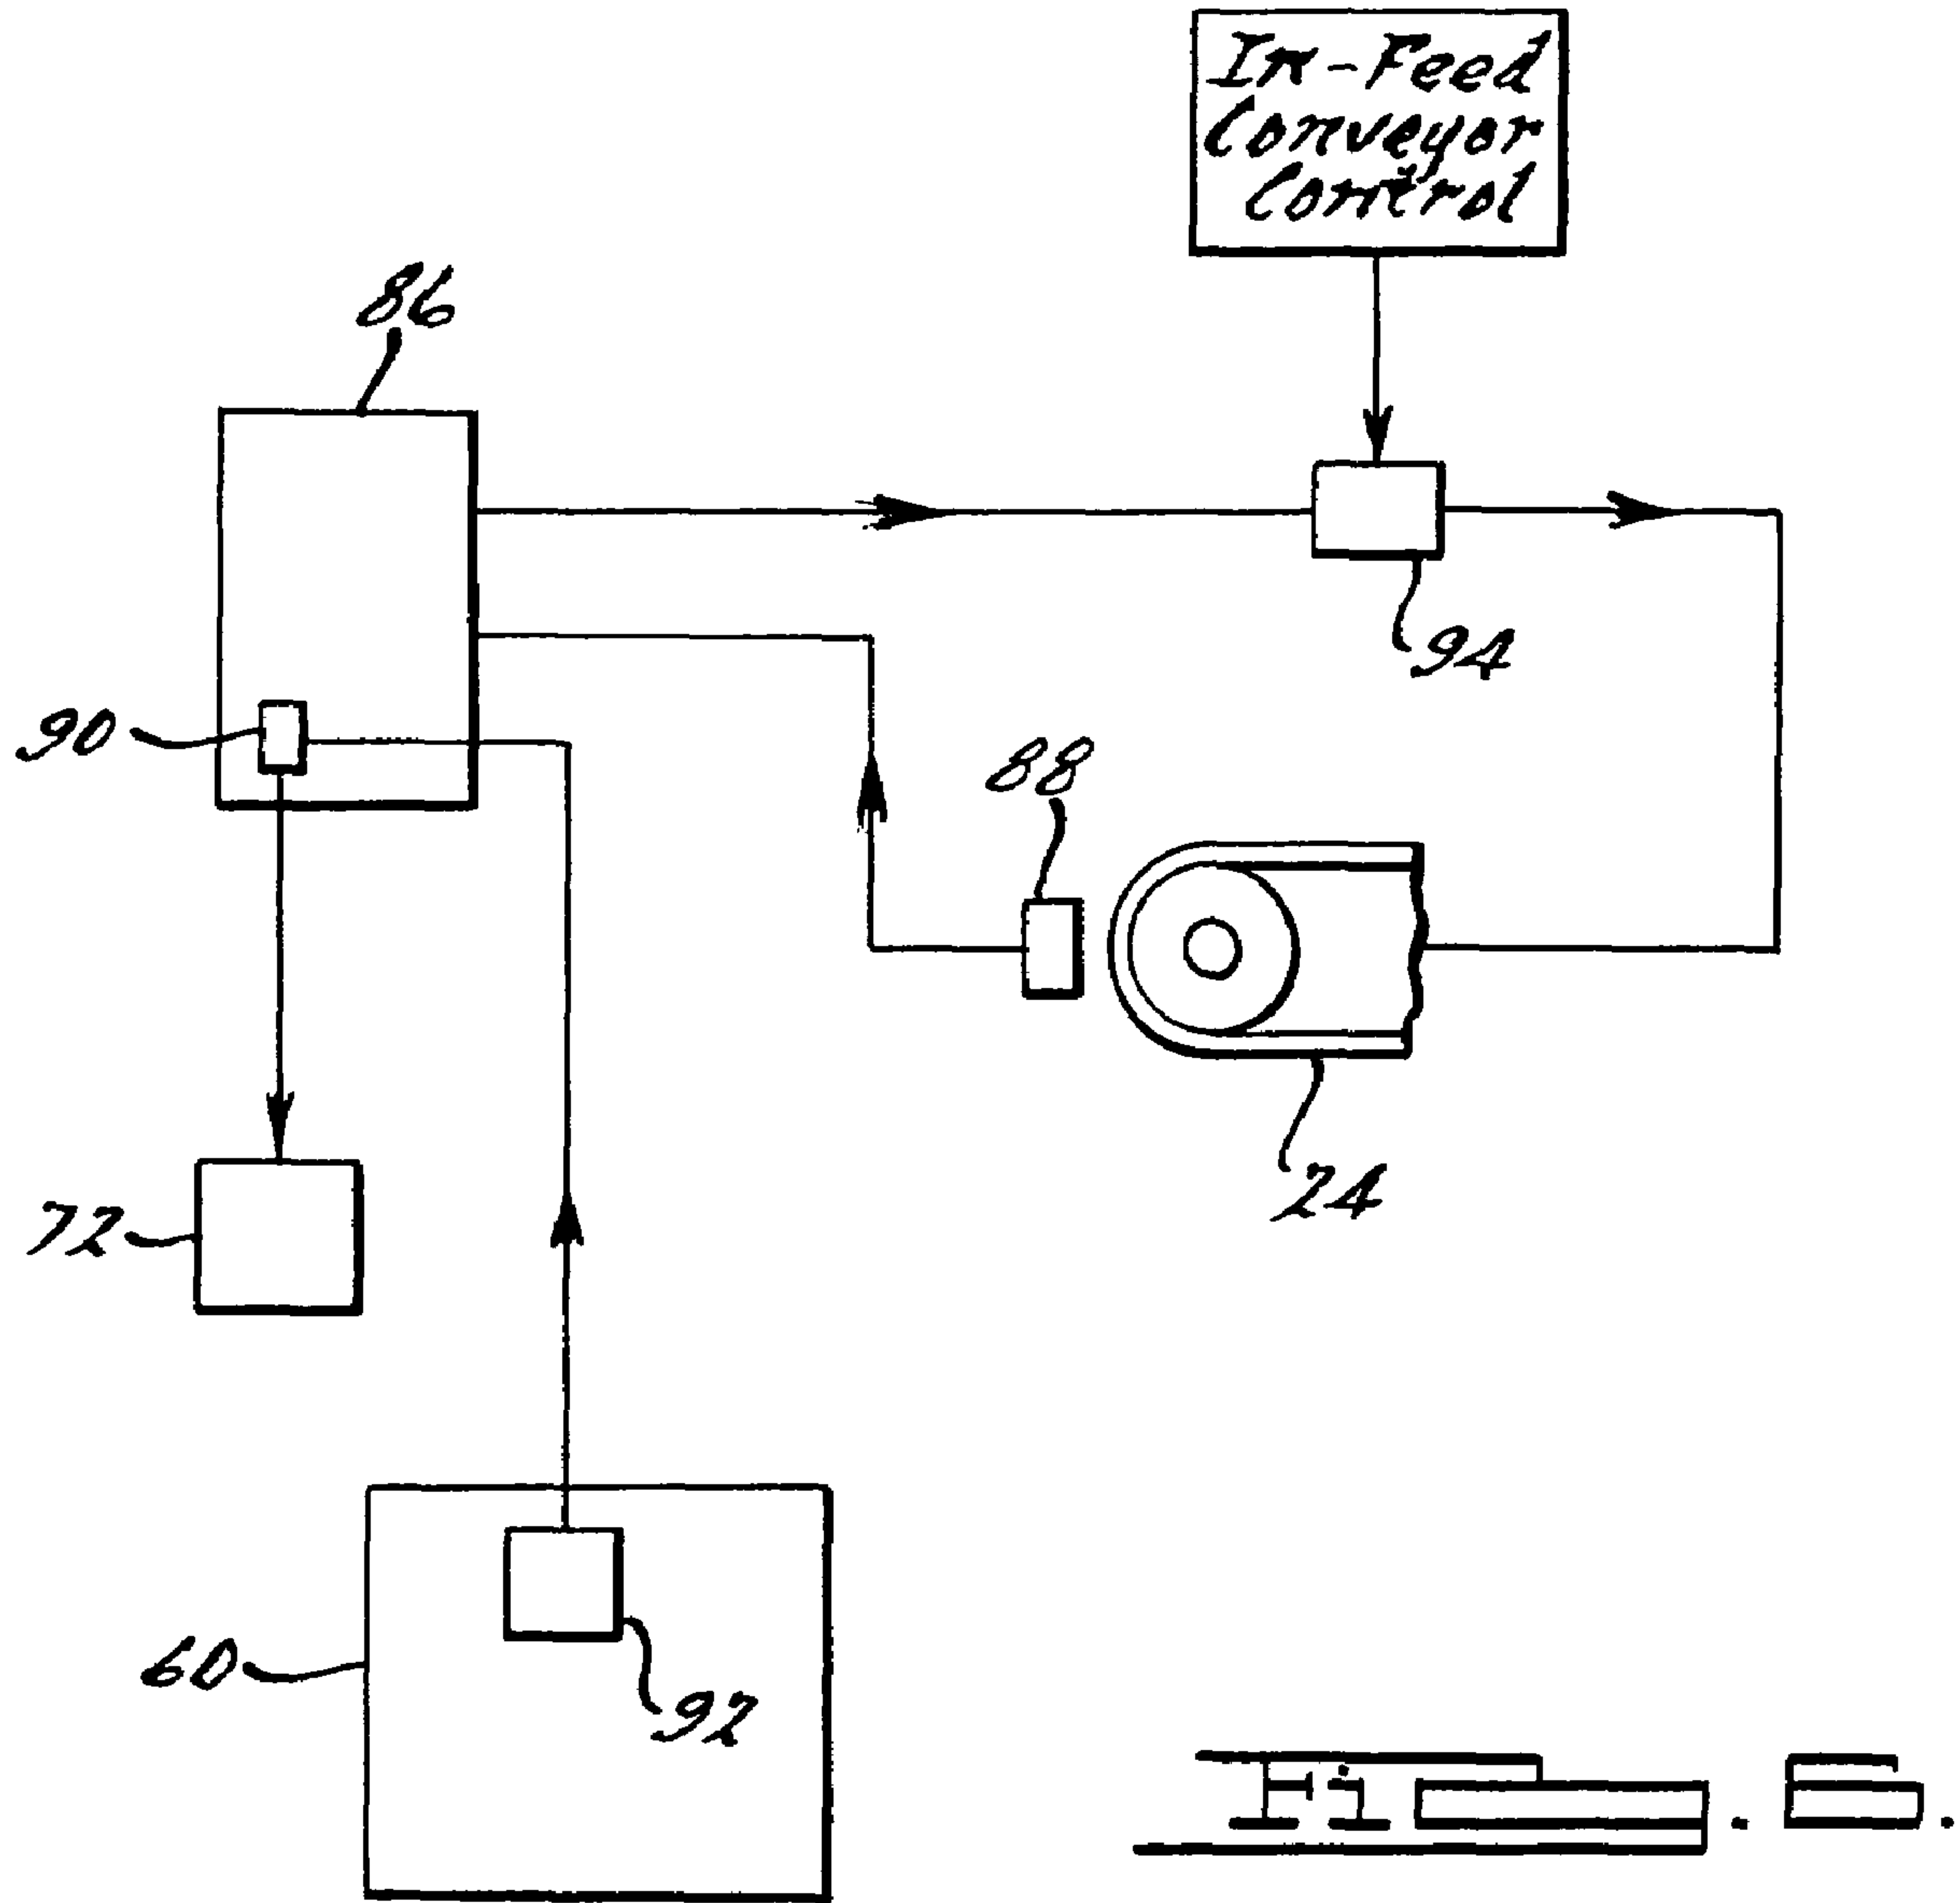 In-Feed
Conveyor
Control
86
94
90
88
24
72
60
92
Fig. 6.